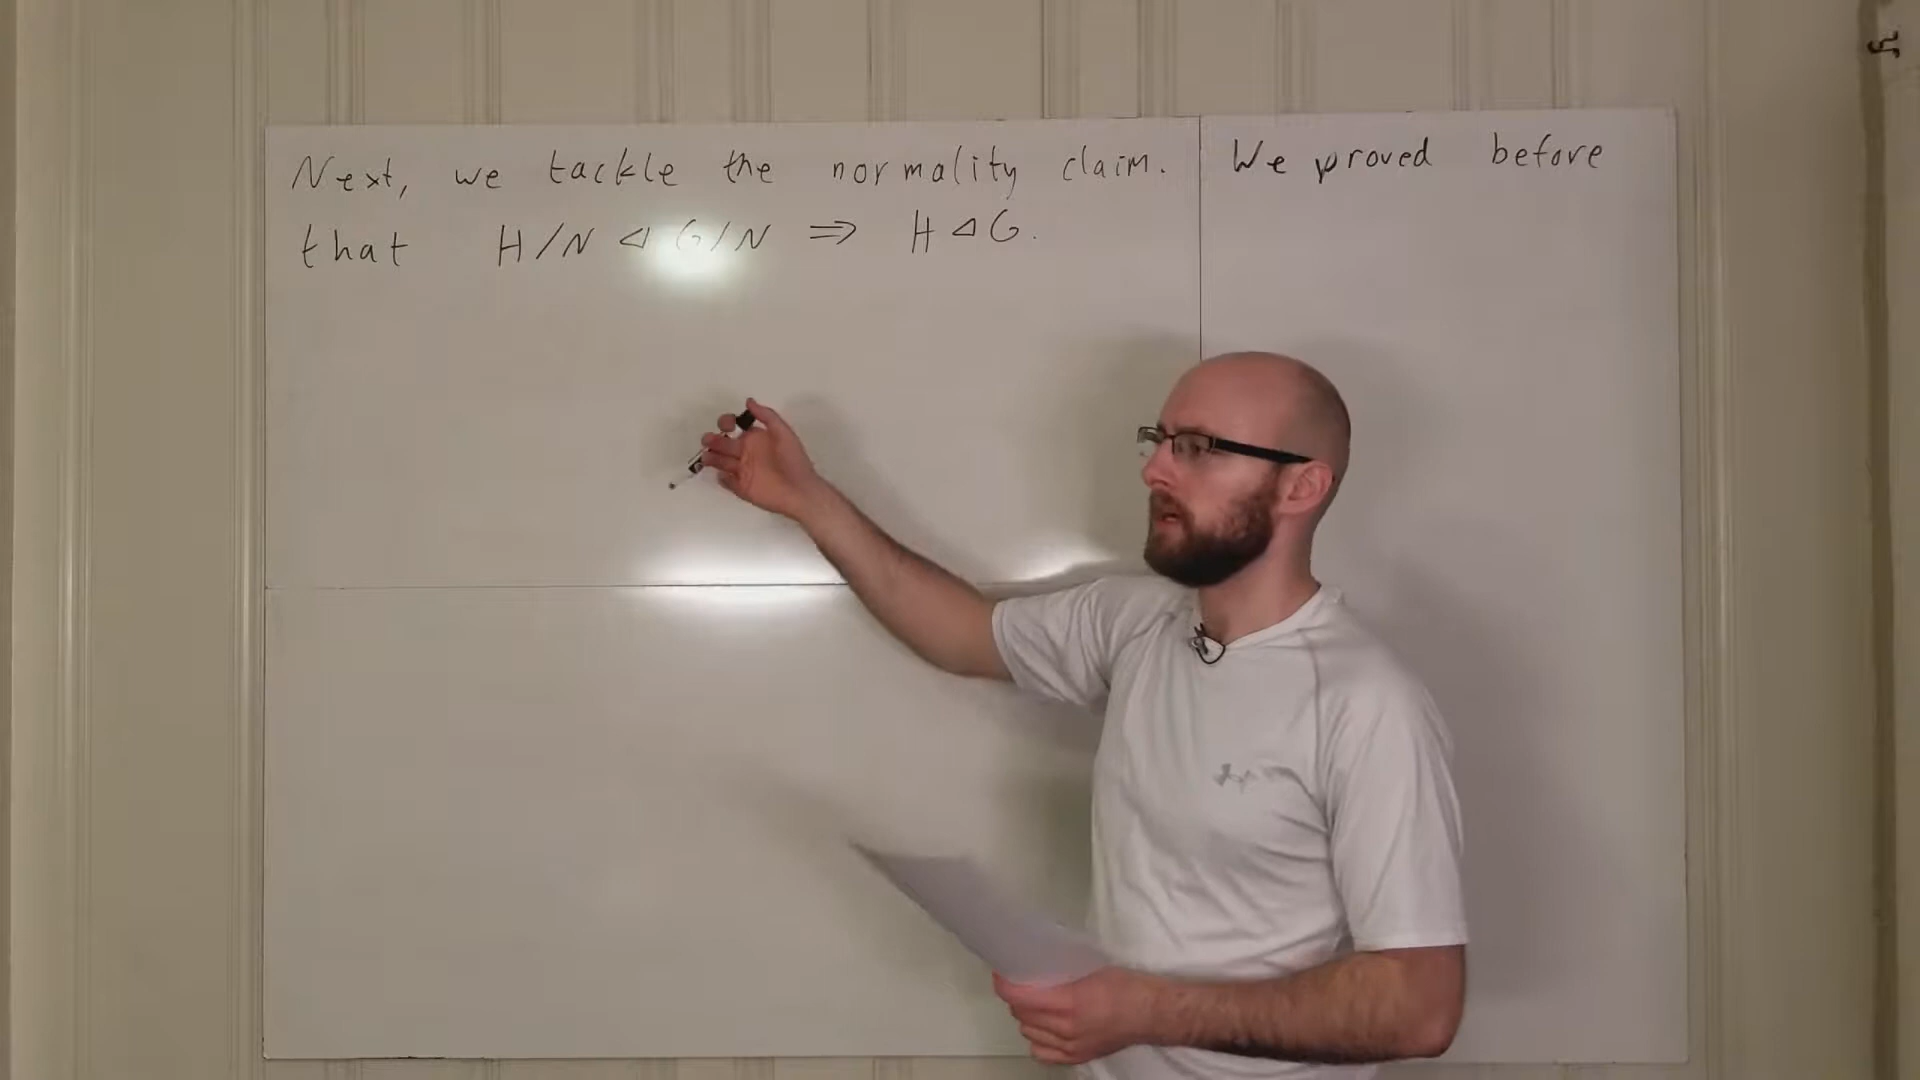 Next, we tackle the normality claim. We proved before
that H/N ⊲ G/N ⇒ H ⊲ G.